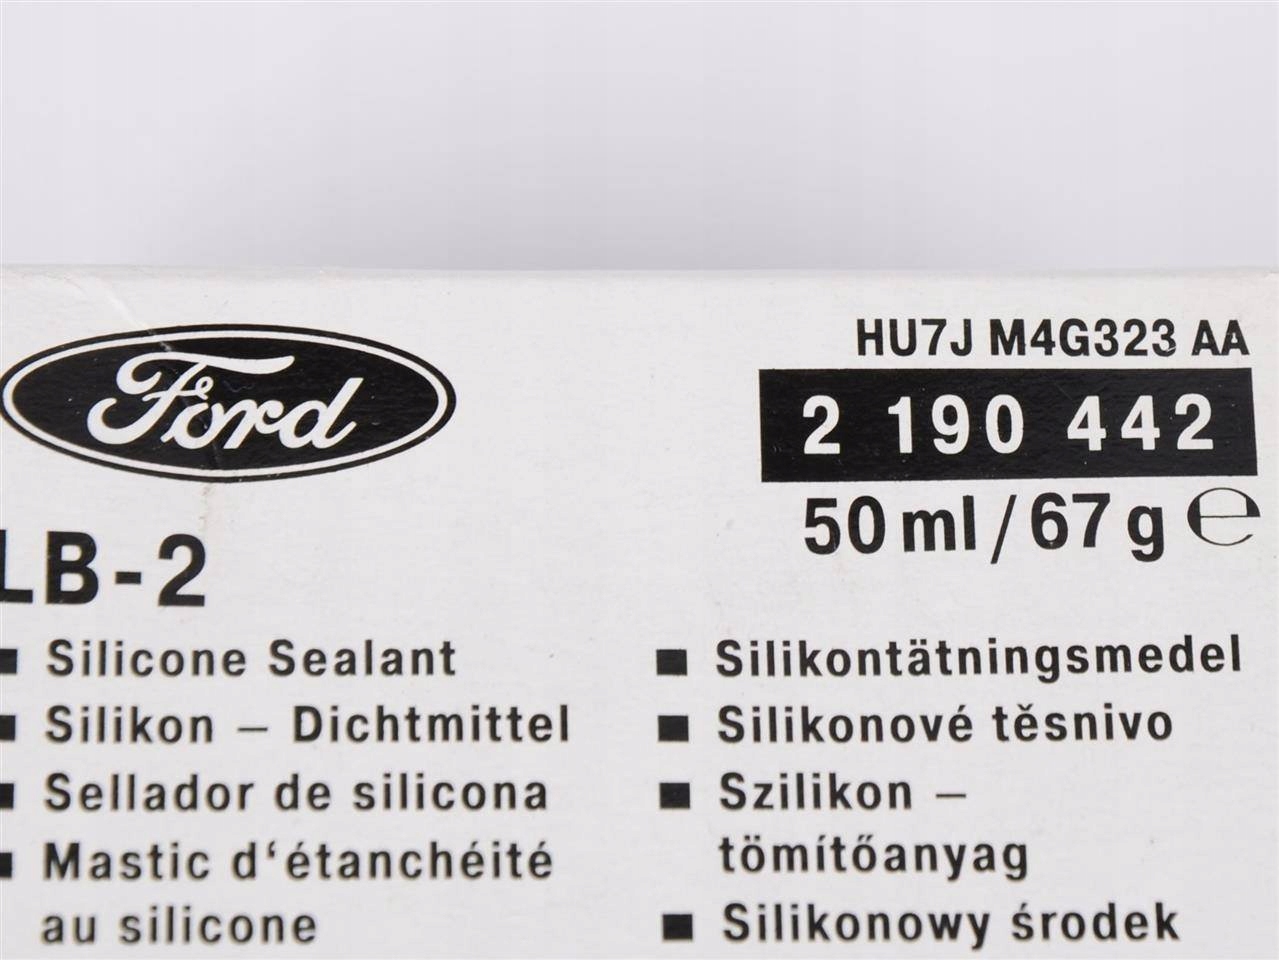 Ford
HU7J M4G323 AA
2 190 442
50 ml / 67 g ℮
LB-2
■ Silicone Sealant
■ Silikon – Dichtmittel
■ Sellador de silicona
■ Mastic d‘étanchéité
au silicone
■ Silikontätningsmedel
■ Silikonové těsnivo
■ Szilikon –
tömítőanyag
■ Silikonowy środek